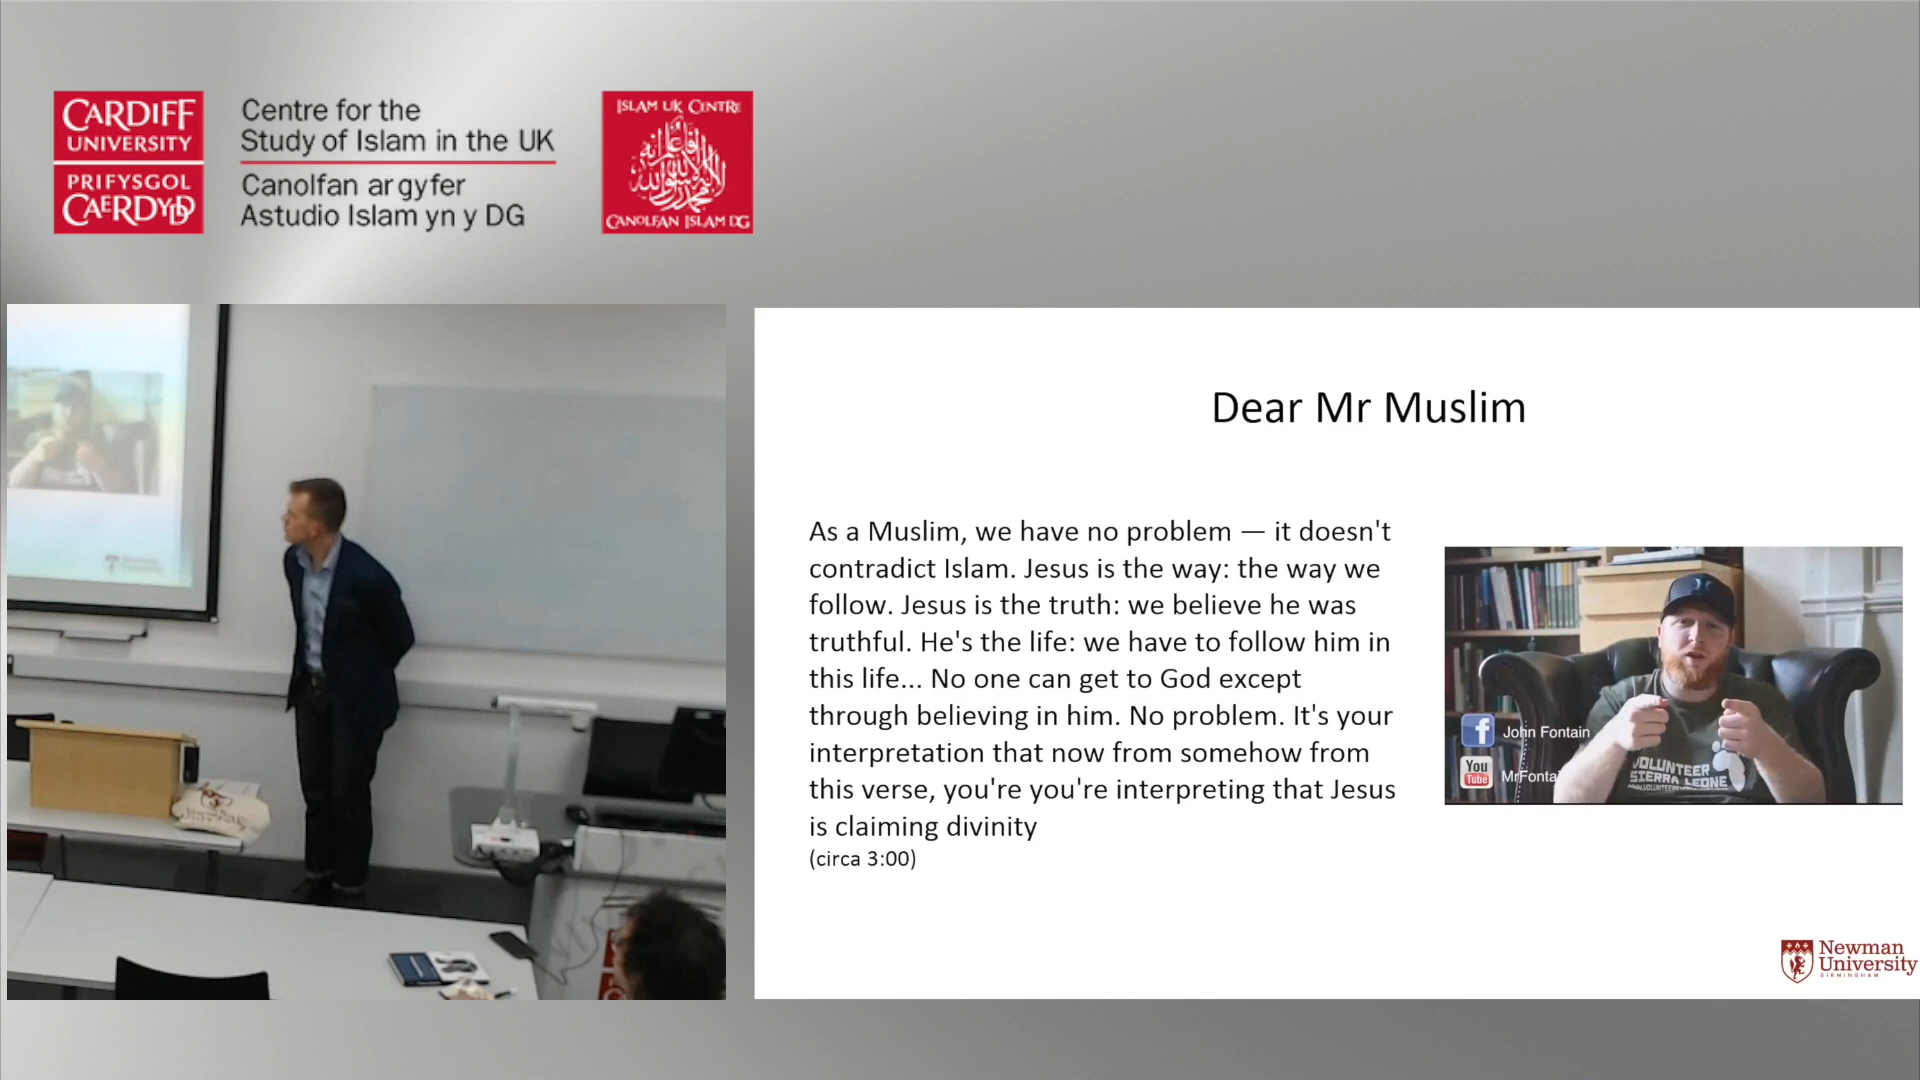 CARDIFF
UNIVERSITY
PRIFYSGOL
CAERDYDD
Centre for the
Study of Islam in the UK
Canolfan ar gyfer
Astudio Islam yn y DG
ISLAM UK CENTRE
CANOLFAN ISLAM DG
Dear Mr Muslim
As a Muslim, we have no problem — it doesn't
contradict Islam. Jesus is the way: the way we
follow. Jesus is the truth: we believe he was
truthful. He's the life: we have to follow him in
this life... No one can get to God except
through believing in him. No problem. It's your
interpretation that now from somehow from
this verse, you're you're interpreting that Jesus
is claiming divinity
(circa 3:00)
f John Fontain
You
Tube MrFonta
VOLUNTEER
SIERRA LEONE
Newman
University
BIRMINGHAM